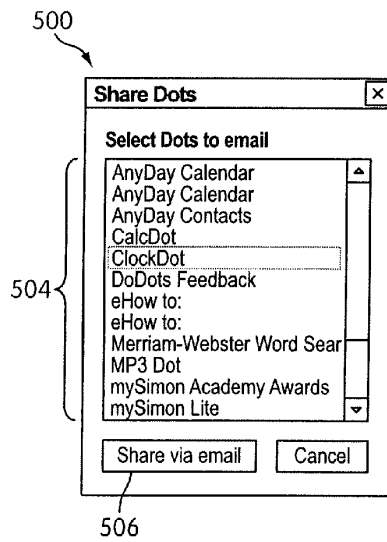 500
Share Dots
Select Dots to email
AnyDay Calendar
AnyDay Calendar
AnyDay Contacts
CalcDot
ClockDot
DoDots Feedback
504
eHow to:
eHow to:
Merriam-Webster Word Sear
MP3 Dot
mySimon Academy Awards
mySimon Lite
Share via email Cancel
506